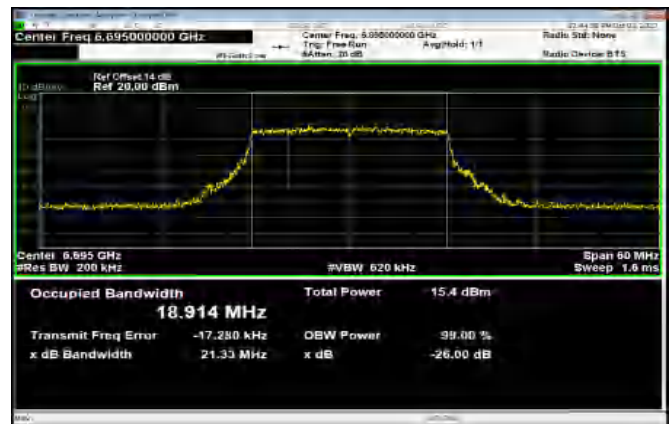 Center Freq 6.695000000 GHz
Center Freq: 6.695000000 GHz
Radio Std: None
Trig: Free Run
Avg|Hold: 1/1
#Atten: 20 dB
Radio Device: BTS
Ref Offset 14 dB
Ref 20.00 dBm
Log
Center 6.695 GHz
Span 60 MHz
#Res BW 200 kHz
#VBW 620 kHz
Sweep 1.6 ms
Occupied Bandwidth
Total Power
15.4 dBm
18.914 MHz
Transmit Freq Error
-17.280 kHz
OBW Power
99.00 %
x dB Bandwidth
21.33 MHz
x dB
-26.00 dB